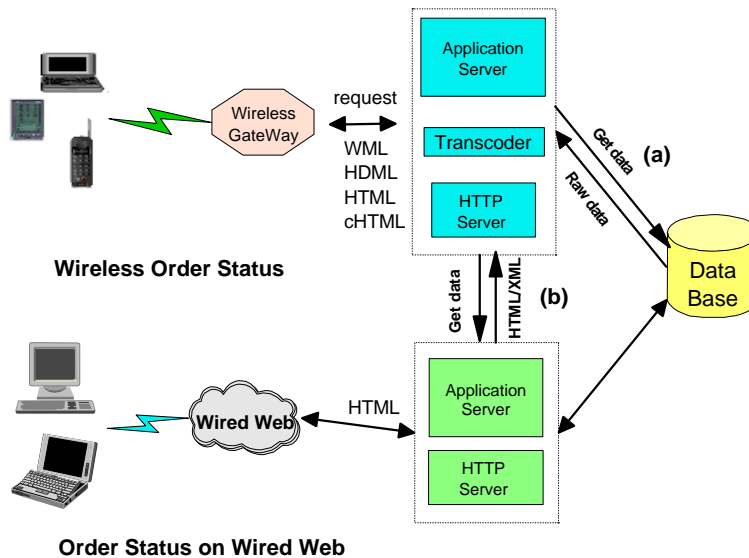 Application
Server
request
Wireless
GateWay
WML
HDML
HTML
cHTML
Transcoder
HTTP
Server
Get data
(a)
Raw data
Wireless Order Status
Data
Base
Get data
HTML/XML
(b)
Application
Server
HTML
Wired Web
HTTP
Server
Order Status on Wired Web